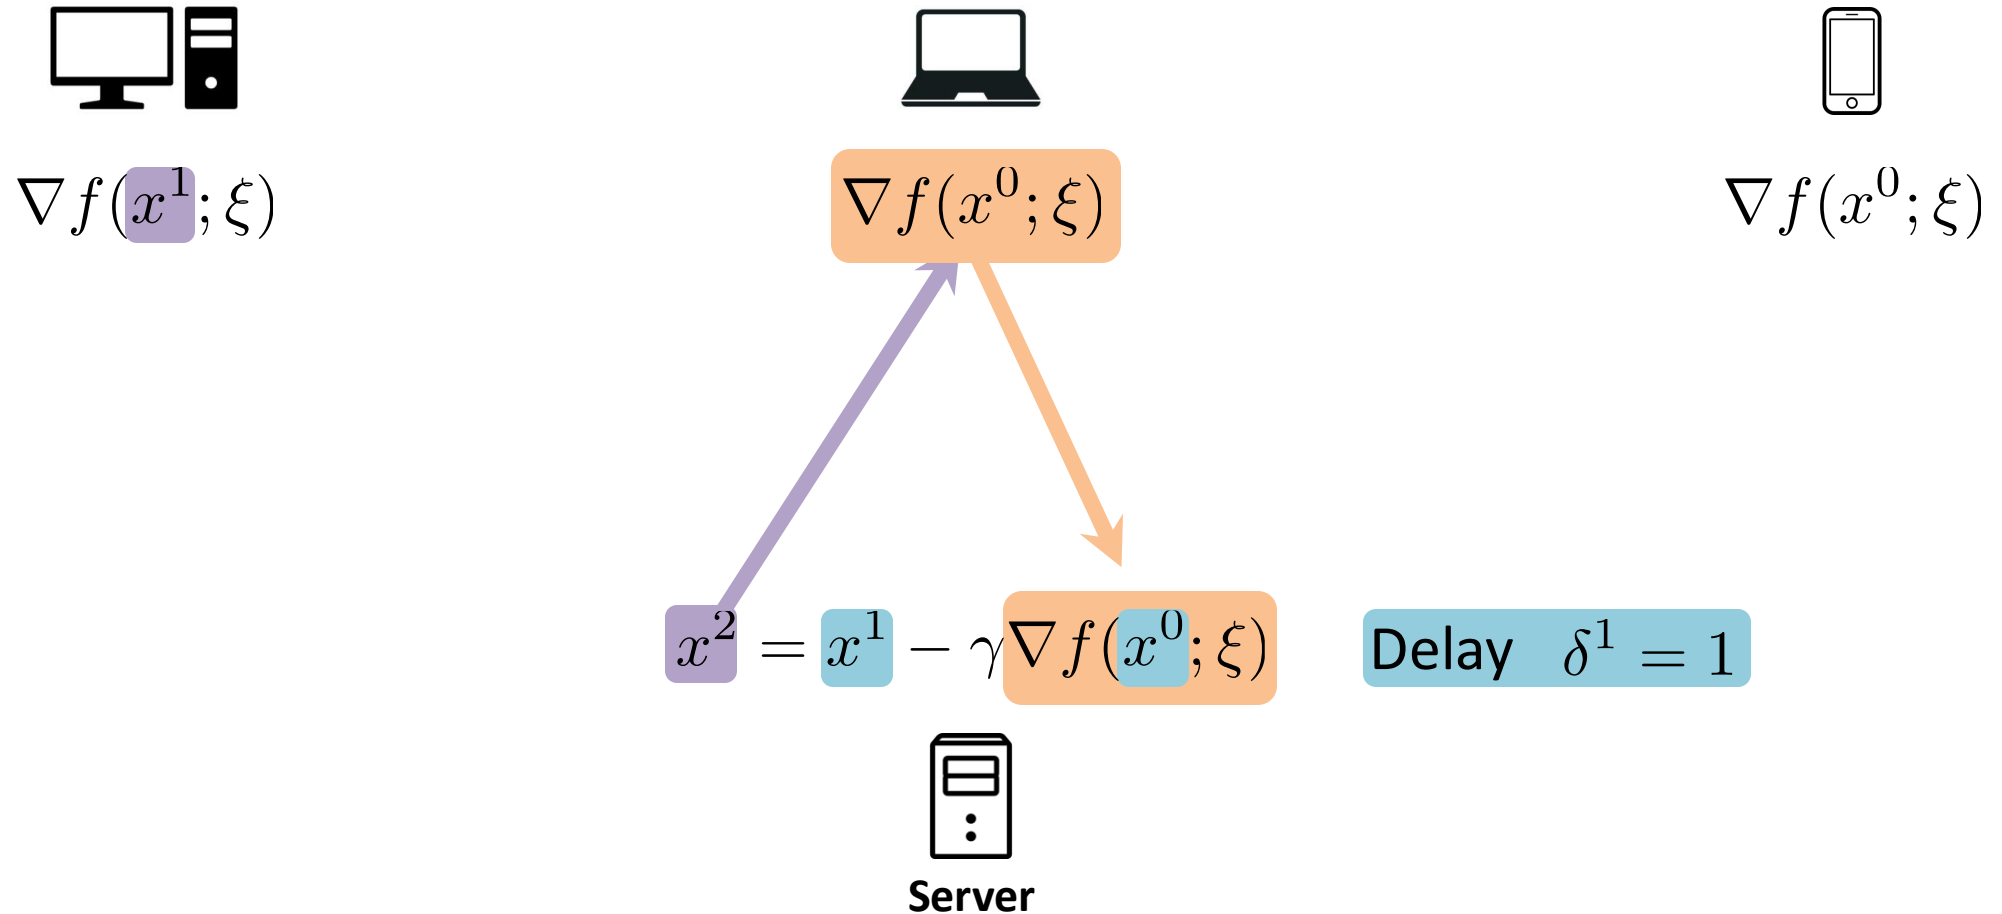 ∇f(x¹;ξ) ∇f(x⁰;ξ) ∇f(x⁰;ξ)
x² = x¹ − γ∇f(x⁰;ξ) Delay δ¹ = 1
Server